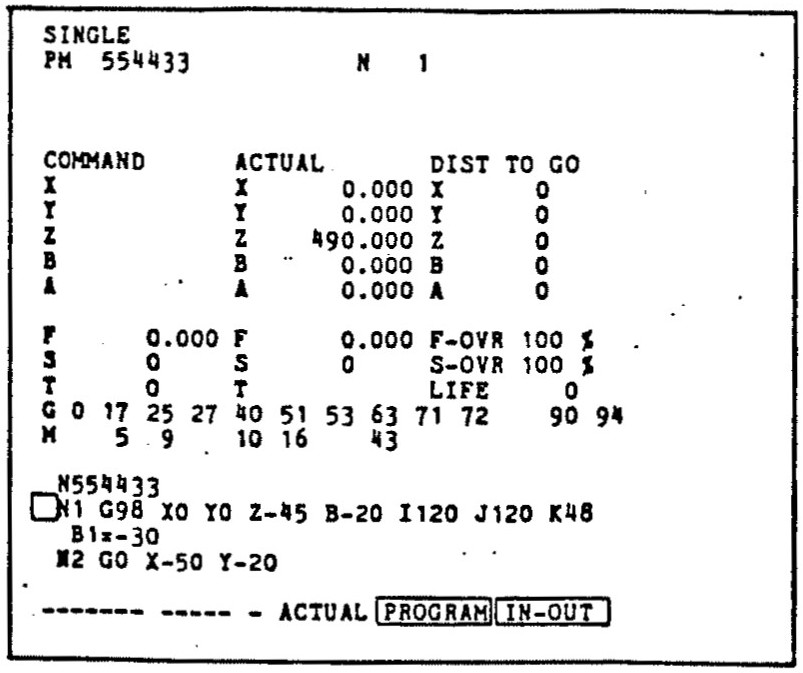 SINGLE
PM 554433 N 1
COMMAND ACTUAL DIST TO GO
X X 0.000 X 0
Y Y 0.000 Y 0
Z Z 490.000 Z 0
B B 0.000 B 0
A A 0.000 A 0
F 0.000 F 0.000 F-OVR 100 %
S 0 S 0 S-OVR 100 %
T 0 T LIFE 0
G 0 17 25 27 40 51 53 63 71 72 90 94
M 5 9 10 16 43
N554433
N1 G98 X0 Y0 Z-45 B-20 I120 J120 K48
B1=-30
N2 G0 X-50 Y-20
------- ----- - ACTUAL PROGRAM IN-OUT